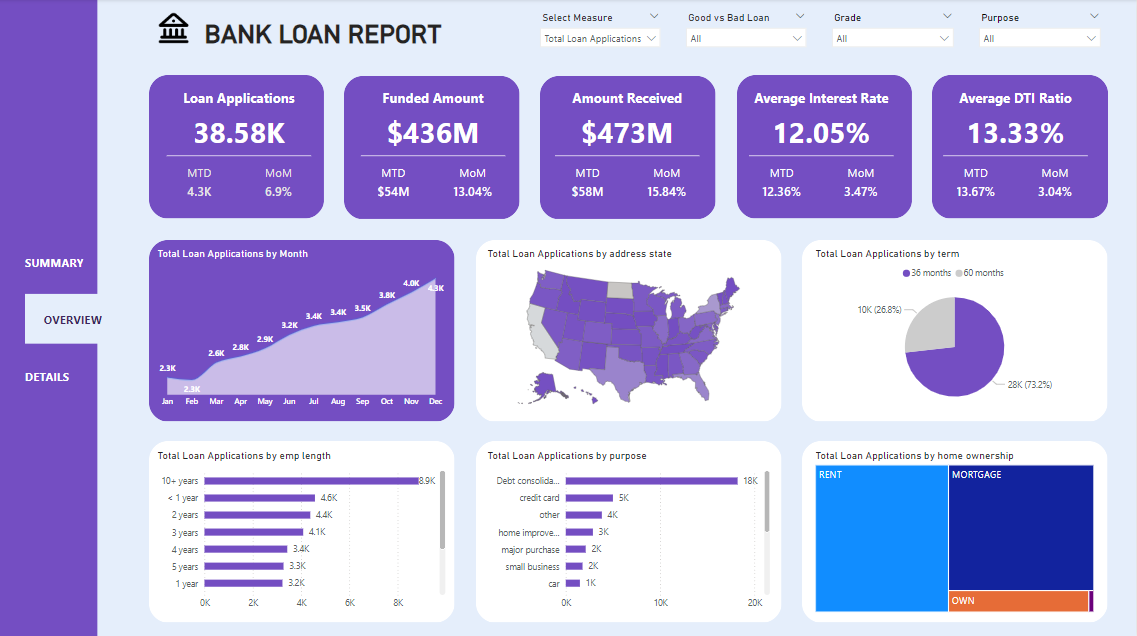 BANK LOAN REPORT
Select Measure
Total Loan Applications
Good vs Bad Loan
All
Grade
All
Purpose
All
SUMMARY
OVERVIEW
DETAILS
Loan Applications
38.58K
MTD MoM
4.3K 6.9%
Funded Amount
$436M
MTD MoM
$54M 13.04%
Amount Received
$473M
MTD MoM
$58M 15.84%
Average Interest Rate
12.05%
MTD MoM
12.36% 3.47%
Average DTI Ratio
13.33%
MTD MoM
13.67% 3.04%
Total Loan Applications by Month
2.3K 2.3K 2.6K 2.8K 2.9K 3.2K 3.4K 3.4K 3.5K 3.8K 4.0K 4.3K
Jan Feb Mar Apr May Jun Jul Aug Sep Oct Nov Dec
Total Loan Applications by address state
Total Loan Applications by term
36 months 60 months
10K (26.8%)
28K (73.2%)
Total Loan Applications by emp length
10+ years 8.9K
< 1 year 4.6K
2 years 4.4K
3 years 4.1K
4 years 3.4K
5 years 3.3K
1 year 3.2K
0K 2K 4K 6K 8K
Total Loan Applications by purpose
Debt consolida... 18K
credit card 5K
other 4K
home improve... 3K
major purchase 2K
small business 2K
car 1K
0K 10K 20K
Total Loan Applications by home ownership
RENT
MORTGAGE
OWN